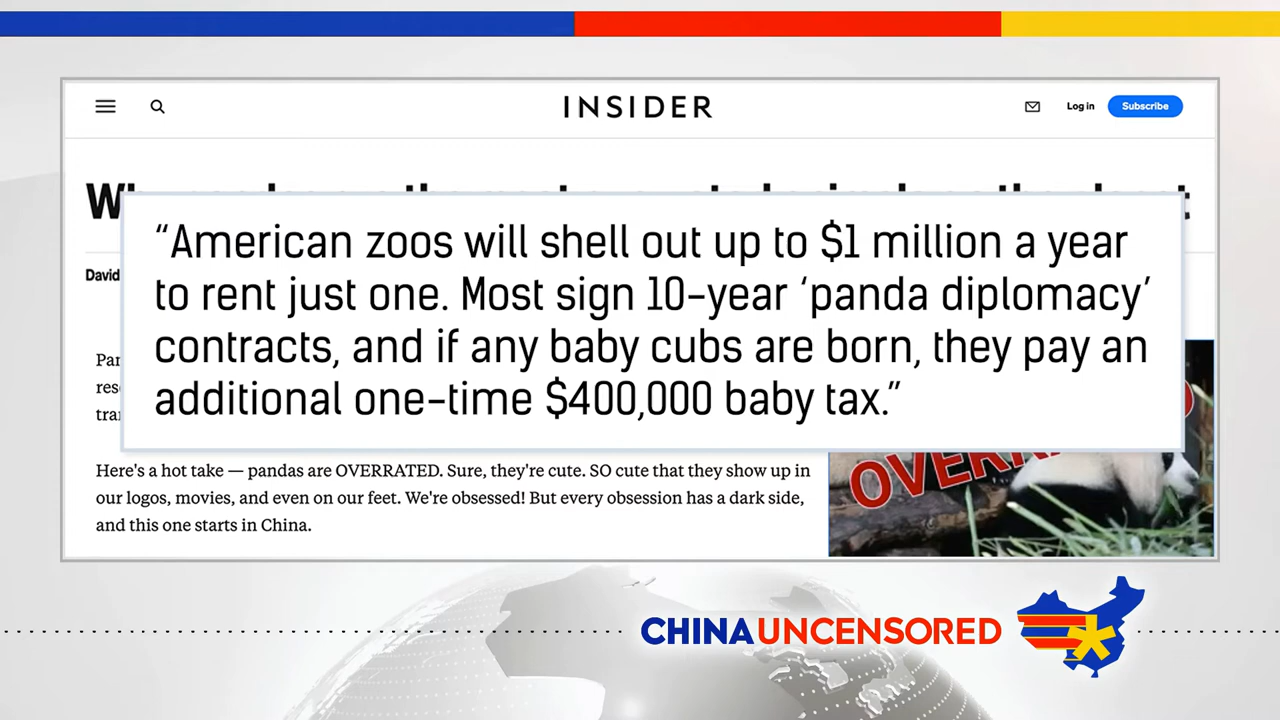 INSIDER
Log in
Subscribe
“American zoos will shell out up to $1 million a year
to rent just one. Most sign 10-year ‘panda diplomacy’
contracts, and if any baby cubs are born, they pay an
additional one-time $400,000 baby tax.”
David
Here's a hot take — pandas are OVERRATED. Sure, they're cute. SO cute that they show up in
our logos, movies, and even on our feet. We're obsessed! But every obsession has a dark side,
and this one starts in China.
CHINA UNCENSORED